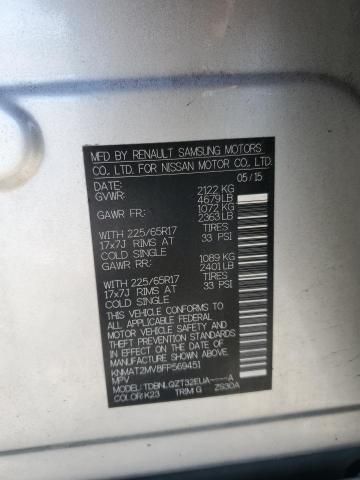 MFD BY RENAULT SAMSUNG MOTORS
CO., LTD. FOR NISSAN MOTOR CO., LTD.
DATE: 05/15
GVWR: 2122 KG
4679LB
GAWR FR: 1072 KG
2363LB
WITH 225/65R17 TIRES
17x7J RIMS AT 33 PSI
COLD SINGLE
GAWR RR: 1089 KG
2401LB
WITH 225/65R17 TIRES
17x7J RIMS AT 33 PSI
COLD SINGLE
THIS VEHICLE CONFORMS TO ALL
APPLICABLE FEDERAL MOTOR
VEHICLE SAFETY AND THEFT
PREVENTION STANDARDS IN
EFFECT ON THE DATE OF
MANUFACTURE SHOWN ABOVE.
KNMAT2MV8FP569451
MPV
MODEL: TDBNLQZT32EUA-----A
COLOR: K23 TRIM: G ZS30A